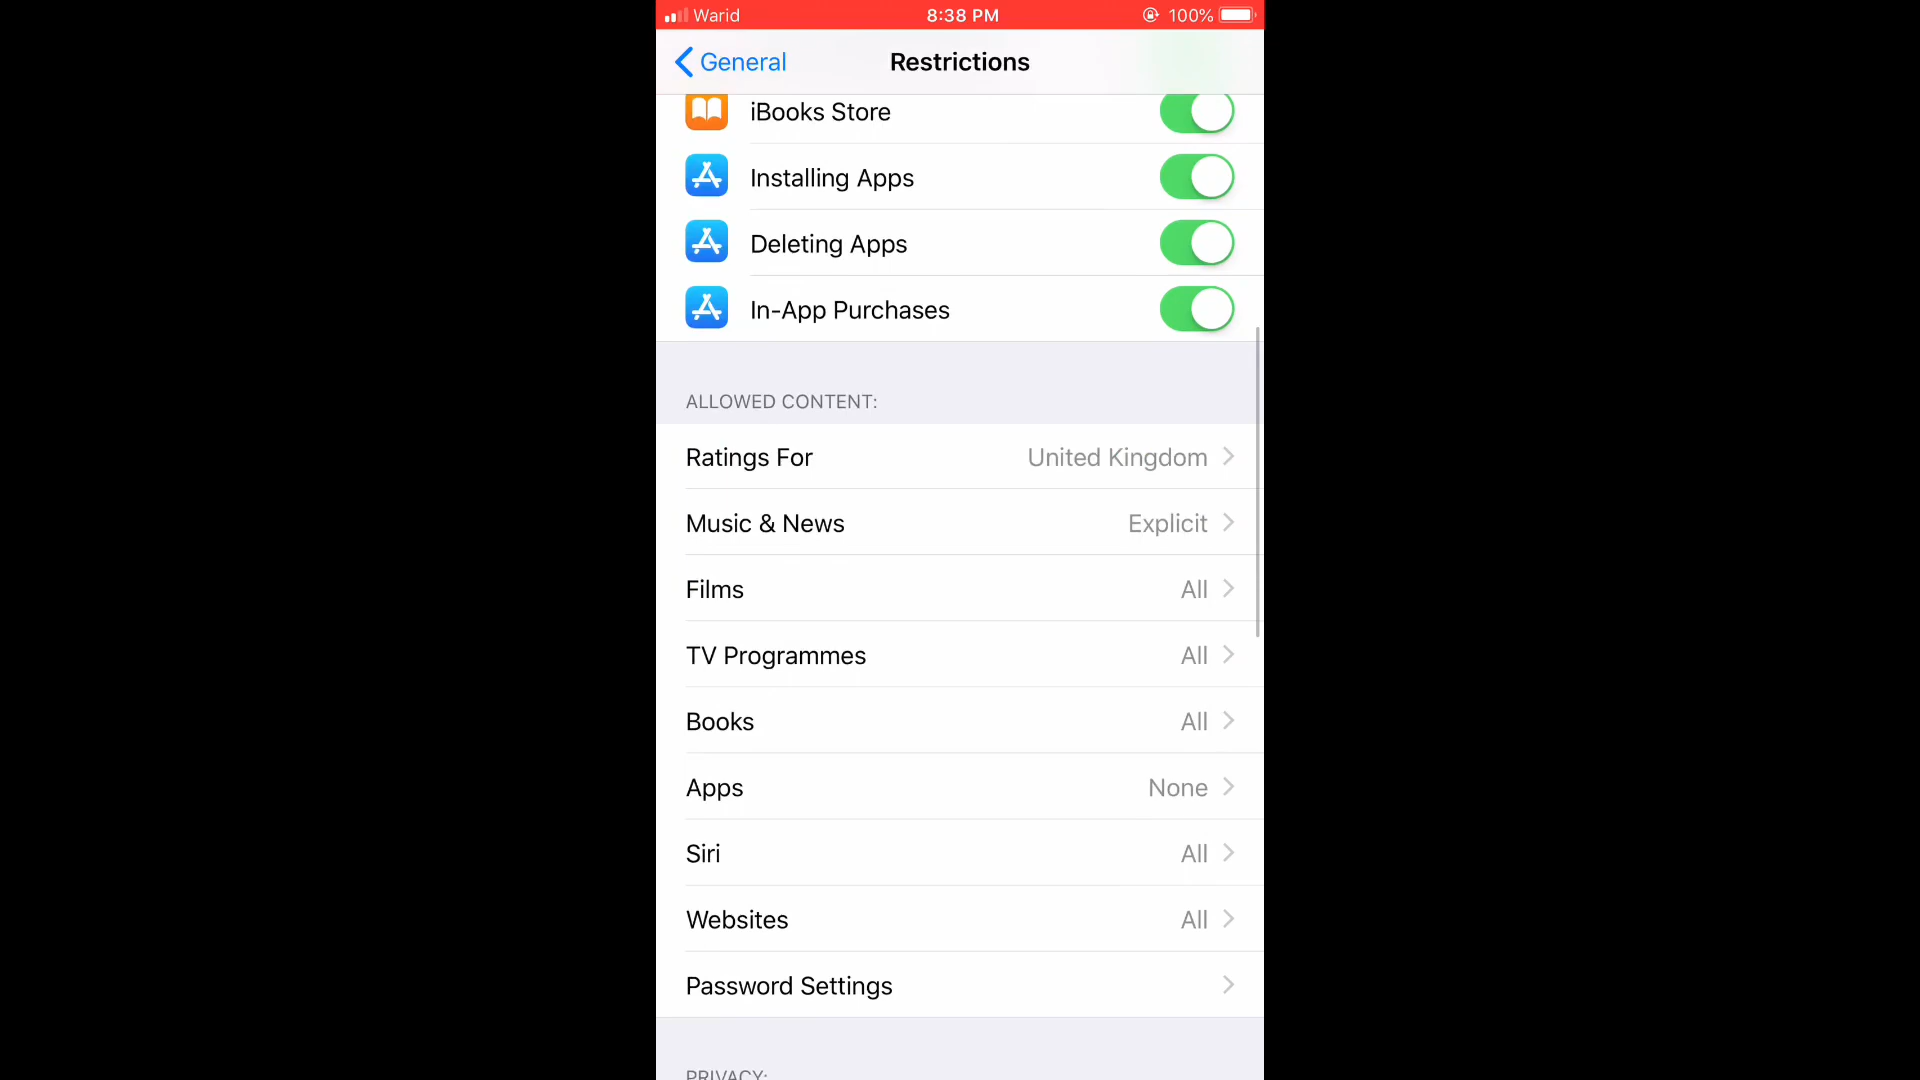 Warid 8:38 PM 100%
General Restrictions
iBooks Store
Installing Apps
Deleting Apps
In-App Purchases
ALLOWED CONTENT:
Ratings For United Kingdom
Music & News Explicit
Films All
TV Programmes All
Books All
Apps None
Siri All
Websites All
Password Settings
PRIVACY: